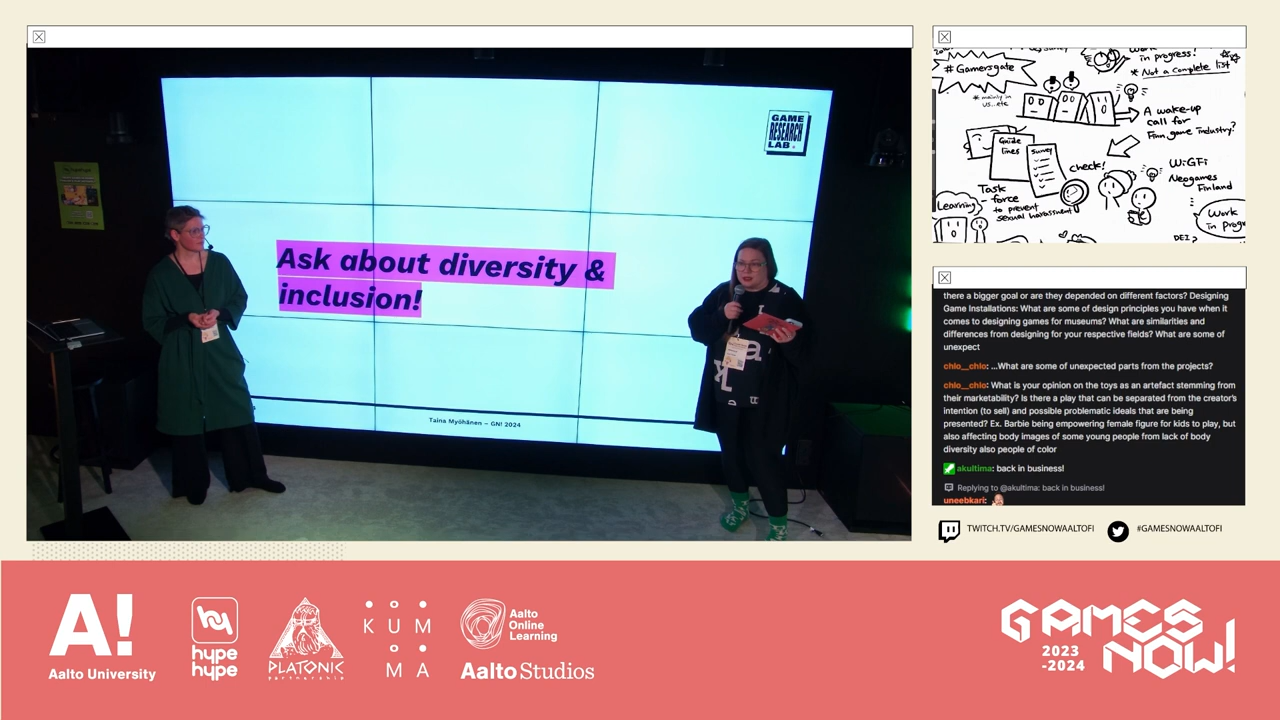 GAME
RESEARCH
LAB
Ask about diversity &
inclusion!
Taina Myöhänen – GN! 2024
# Gamersgate
* mainly in
us...etc
in progress!
* Not a complete list
A wake-up
call for
Finn game industry?
Guide
lines
Survey
check!
WiGFi
Neogames
Finland
Learning
Task
-force
to prevent
sexual harassment
Work
in progr
DEI?
there a bigger goal or are they depended on different factors? Designing
Game Installations: What are some of design principles you have when it
comes to designing games for museums? What are similarities and
differences from designing for your respective fields? What are some of
unexpect
chlo__chlo: ...What are some of unexpected parts from the projects?
chlo__chlo: What is your opinion on the toys as an artefact stemming from
their marketability? Is there a play that can be separated from the creator's
intention (to sell) and possible problematic ideals that are being
presented? Ex. Barbie being empowering female figure for kids to play, but
also affecting body images of some young people from lack of body
diversity also people of color
akultima: back in business!
Replying to @akultima: back in business!
uneebkari:
TWITCH.TV/GAMESNOWAALTOFI
#GAMESNOWAALTOFI
A!
Aalto University
hype
hype
PLATONIC
partnership
KUM
MA
Aalto
Online
Learning
Aalto Studios
GAMES
NOW!
2023
-2024